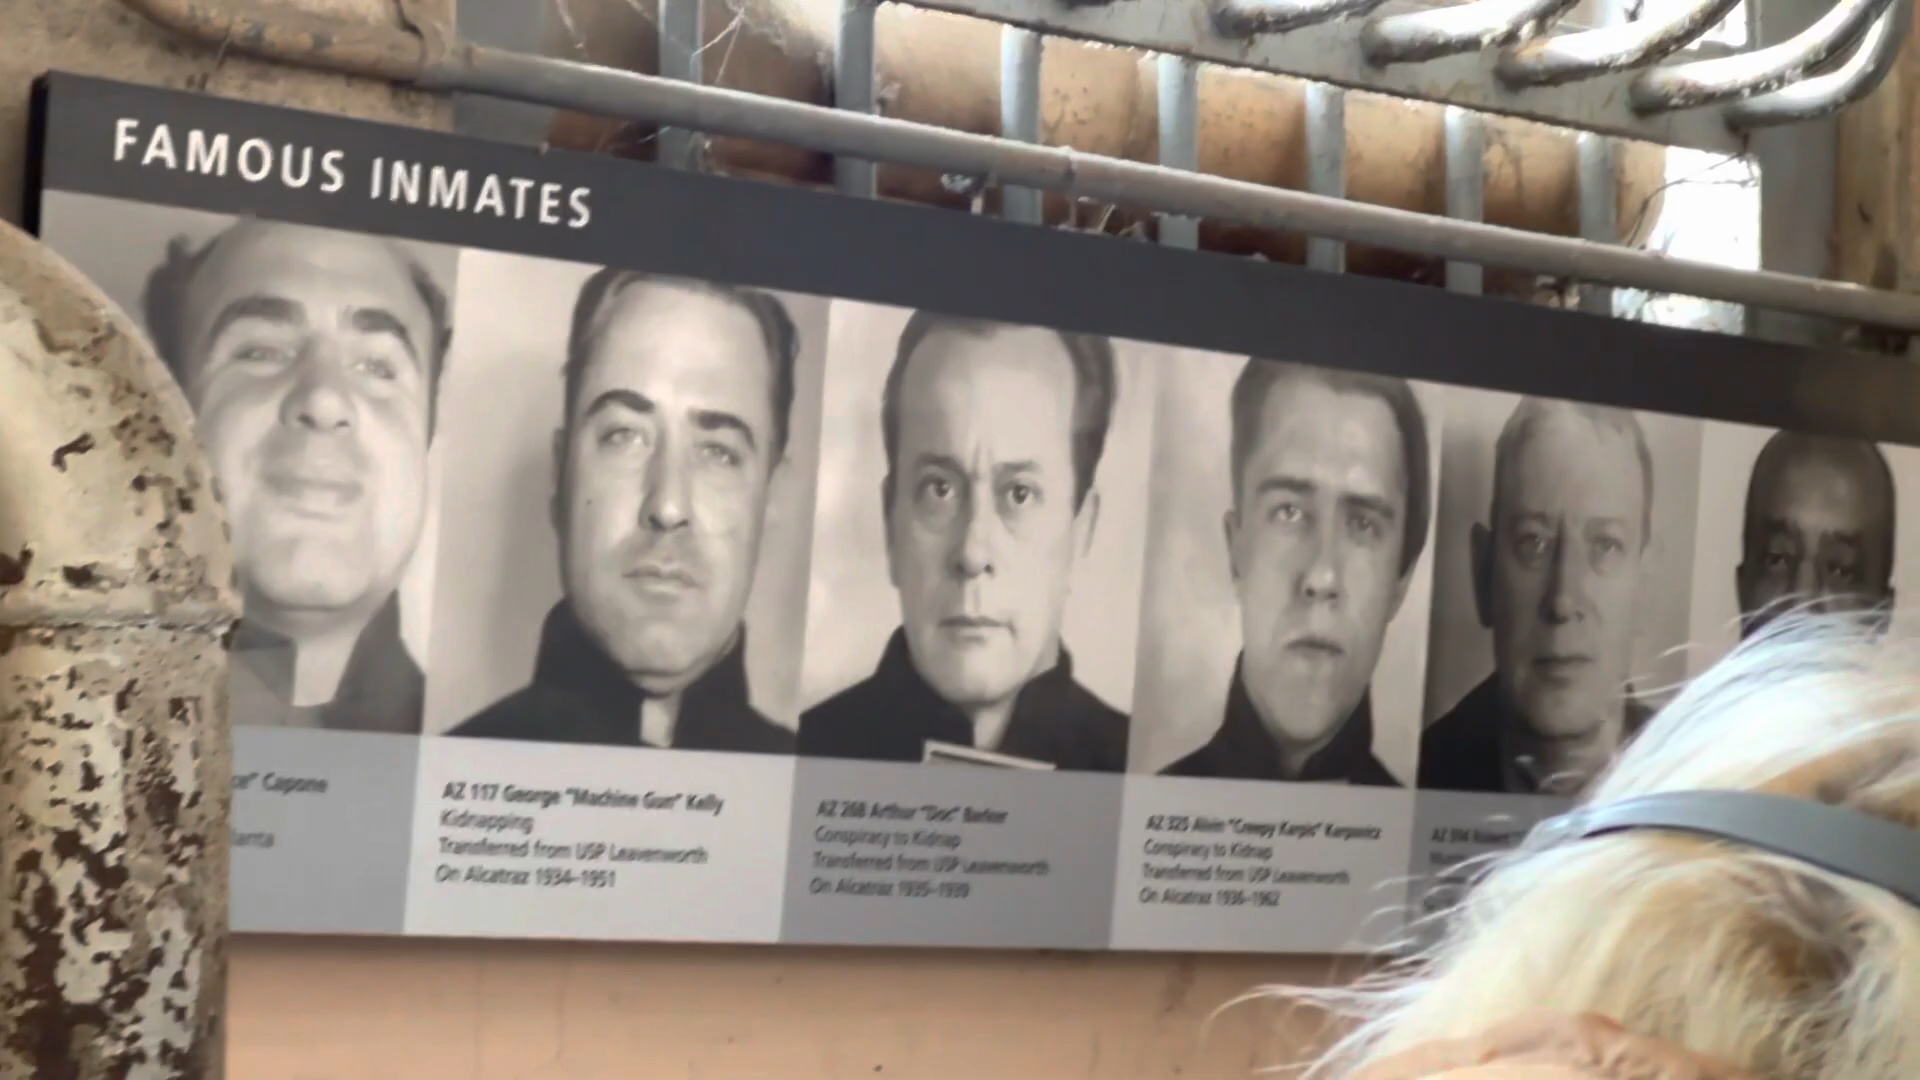 FAMOUS INMATES
ce" Capone
lanta
AZ 117 George "Machine Gun" Kelly
Kidnapping
Transferred from USP Leavenworth
On Alcatraz 1934–1951
AZ 268 Arthur "Doc" Barker
Conspiracy to Kidnap
Transferred from USP Leavenworth
On Alcatraz 1935–1939
AZ 325 Alvin "Creepy Karpis" Karpavicz
Conspiracy to Kidnap
Transferred from USP Leavenworth
On Alcatraz 1936–1962
AZ 594 Robert